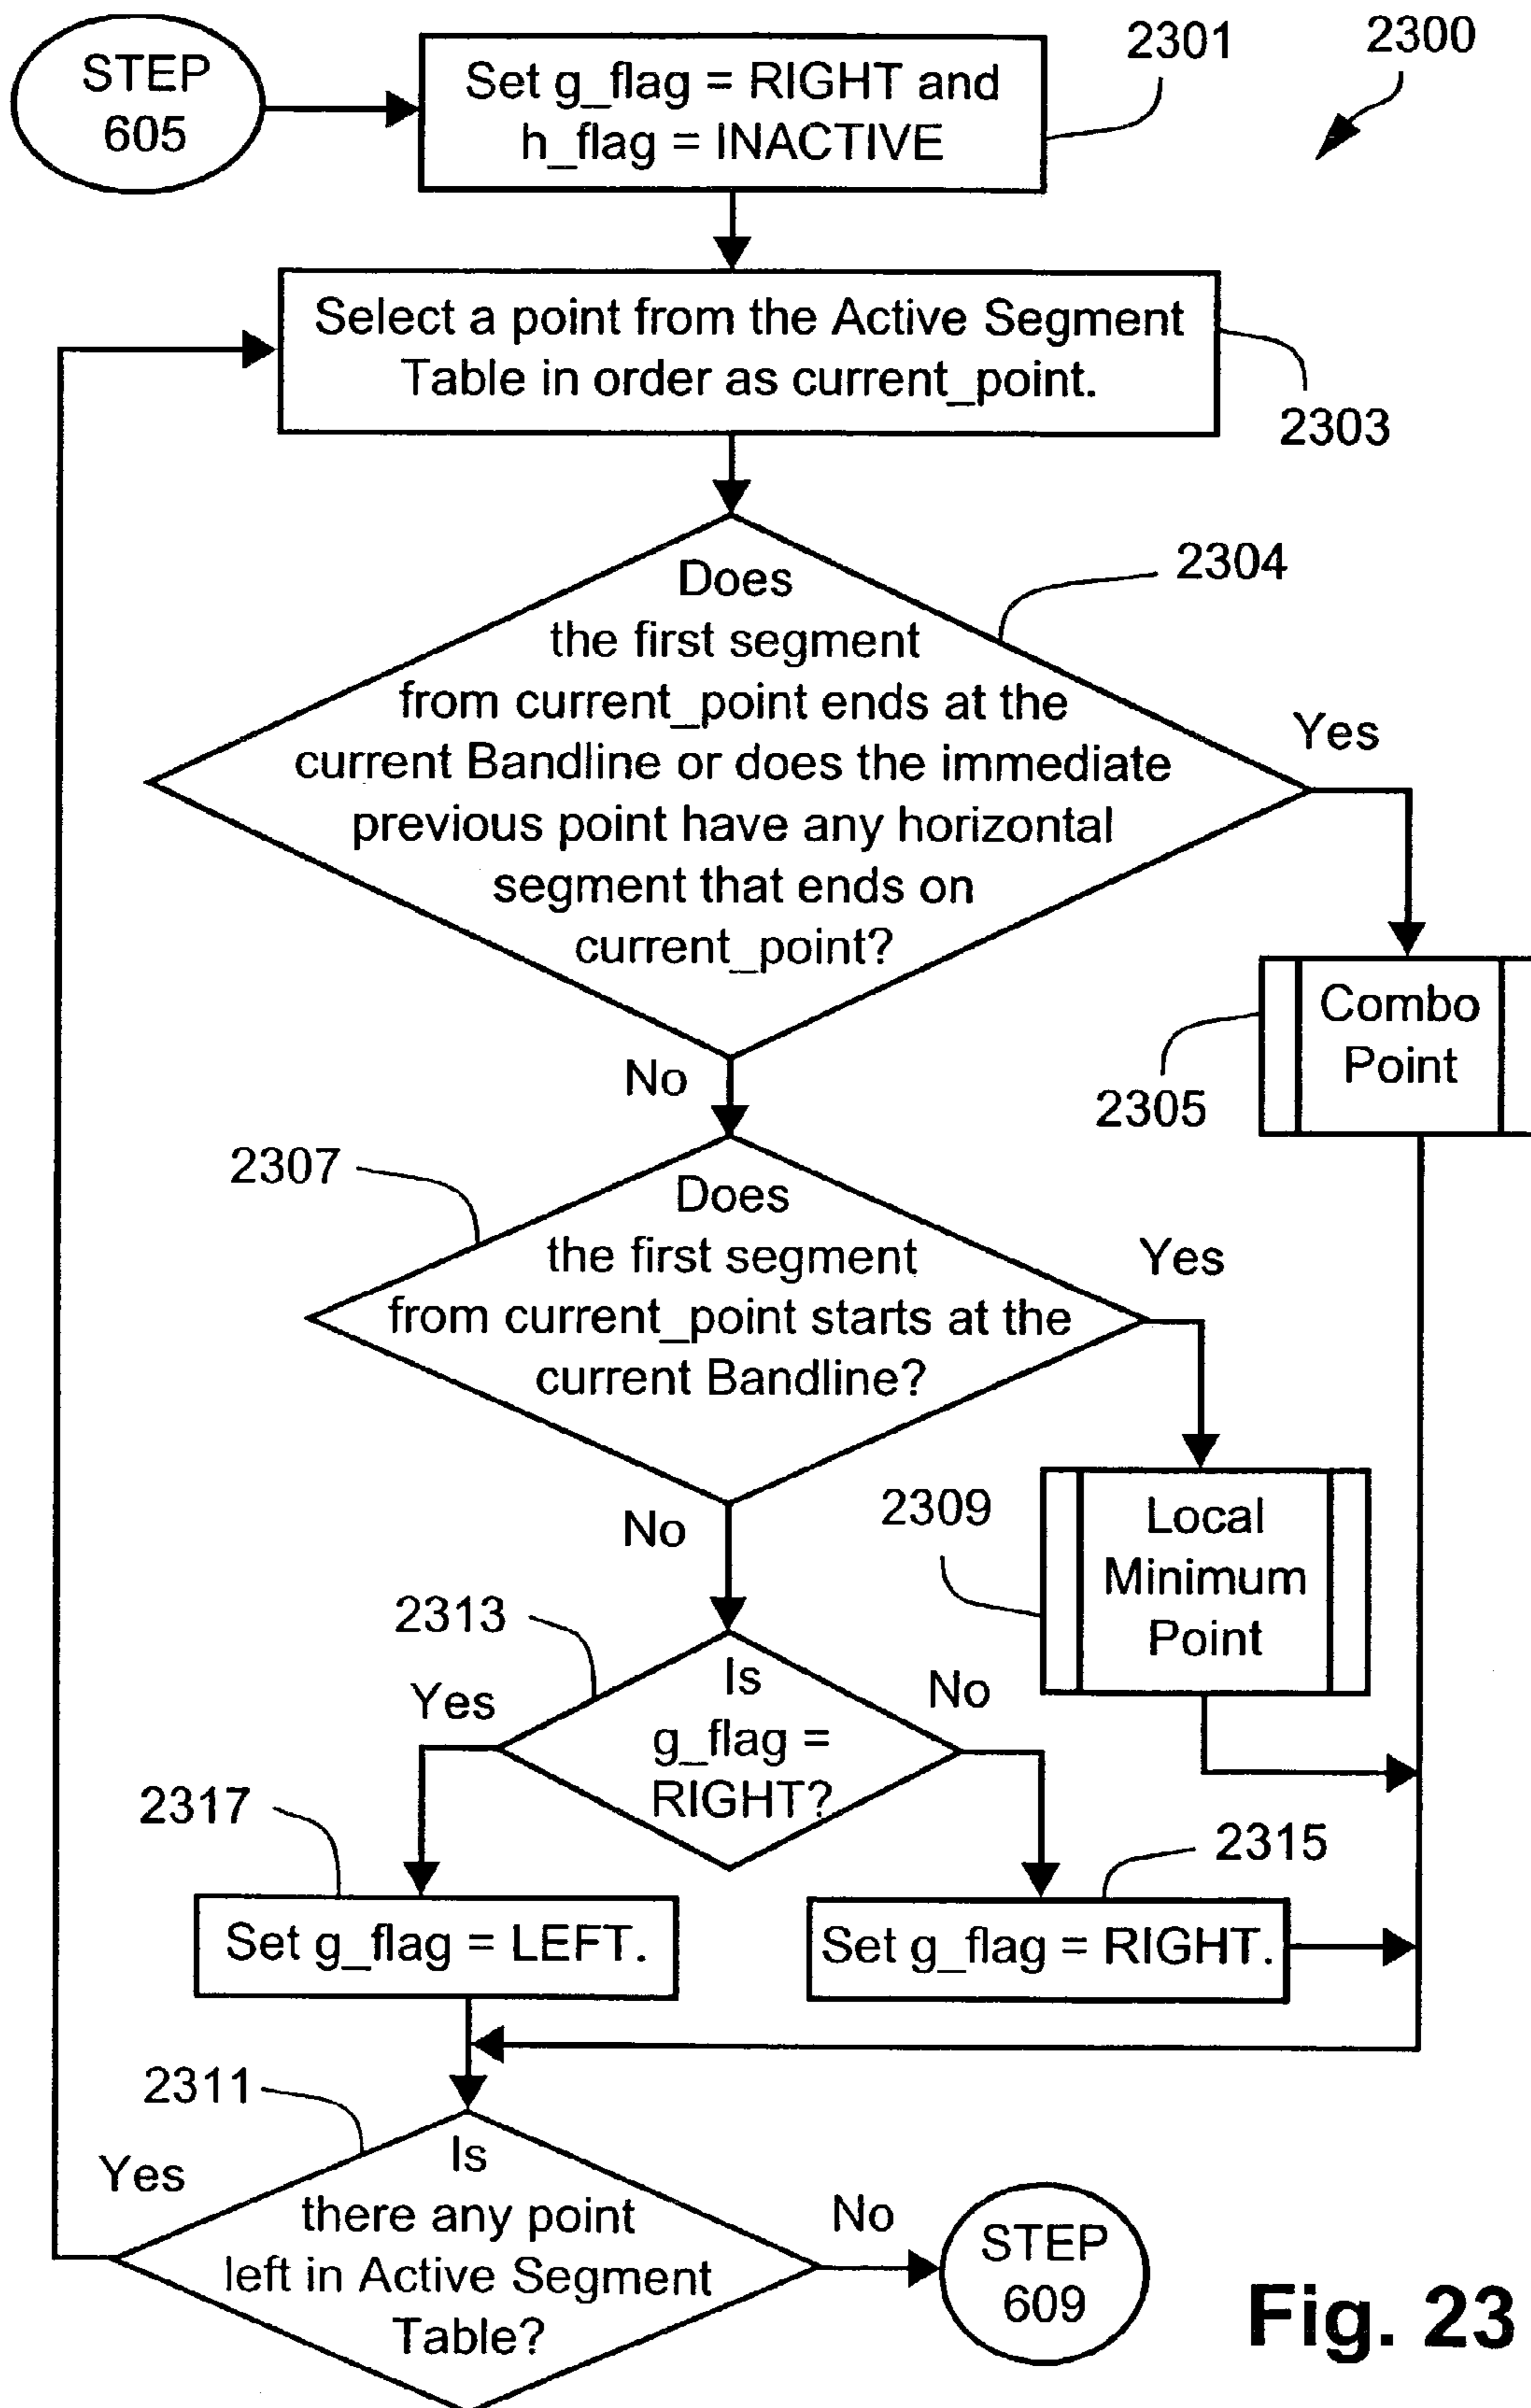 STEP
605
Set g_flag = RIGHT and
h_flag = INACTIVE
2301
2300
Select a point from the Active Segment
Table in order as current_point.
2303
Does
the first segment
from current_point ends at the
current Bandline or does the immediate
previous point have any horizontal
segment that ends on
current_point?
2304
Yes
No
Combo
Point
2305
2307
Does
the first segment
from current_point starts at the
current Bandline?
Yes
No
2309
Local
Minimum
Point
2313
Is
g_flag =
RIGHT?
Yes
No
2317
2315
Set g_flag = LEFT.
Set g_flag = RIGHT.
2311
Is
there any point
left in Active Segment
Table?
Yes
No
STEP
609
Fig. 23